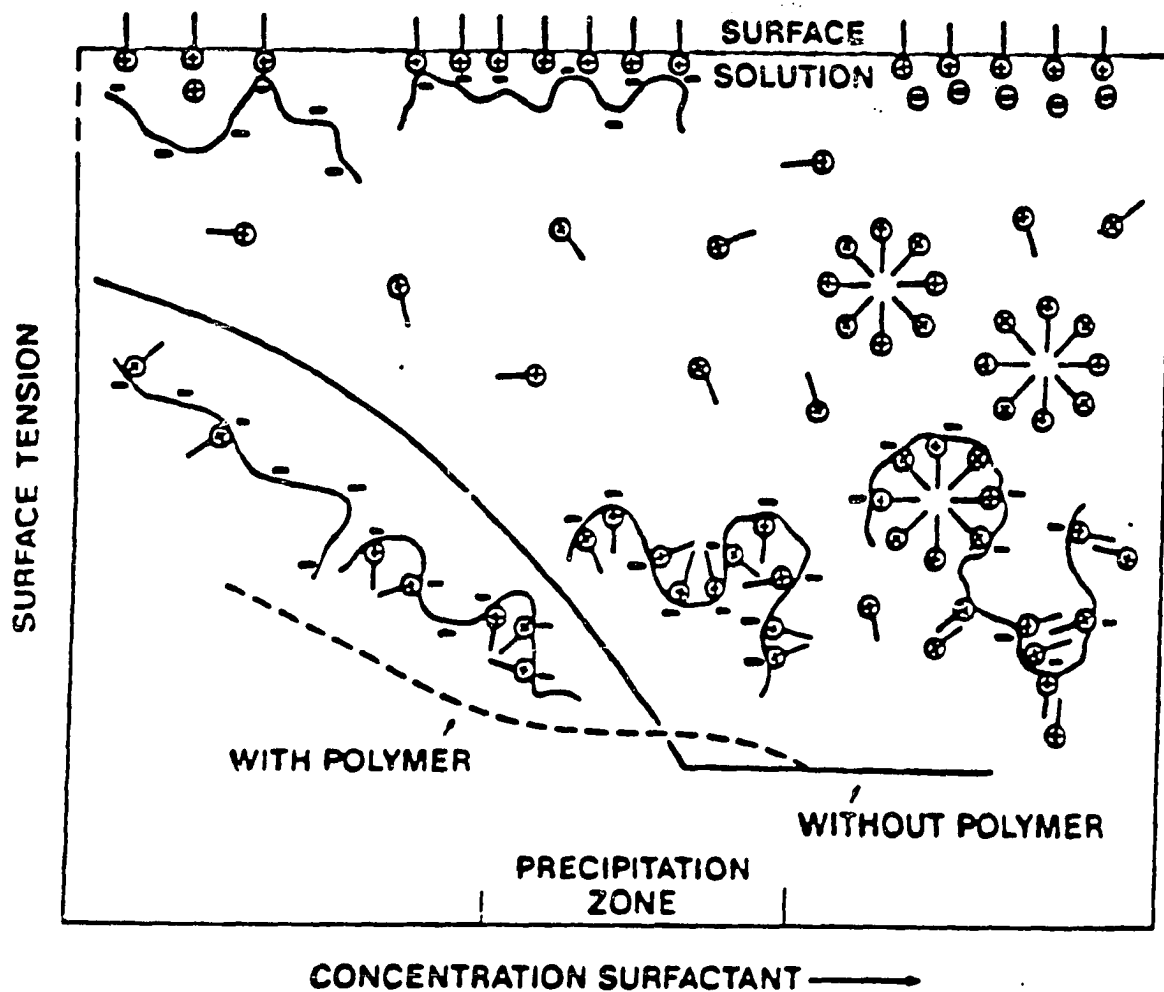 SURFACE
SOLUTION
SURFACE TENSION
WITH POLYMER
WITHOUT POLYMER
PRECIPITATION
ZONE
CONCENTRATION SURFACTANT